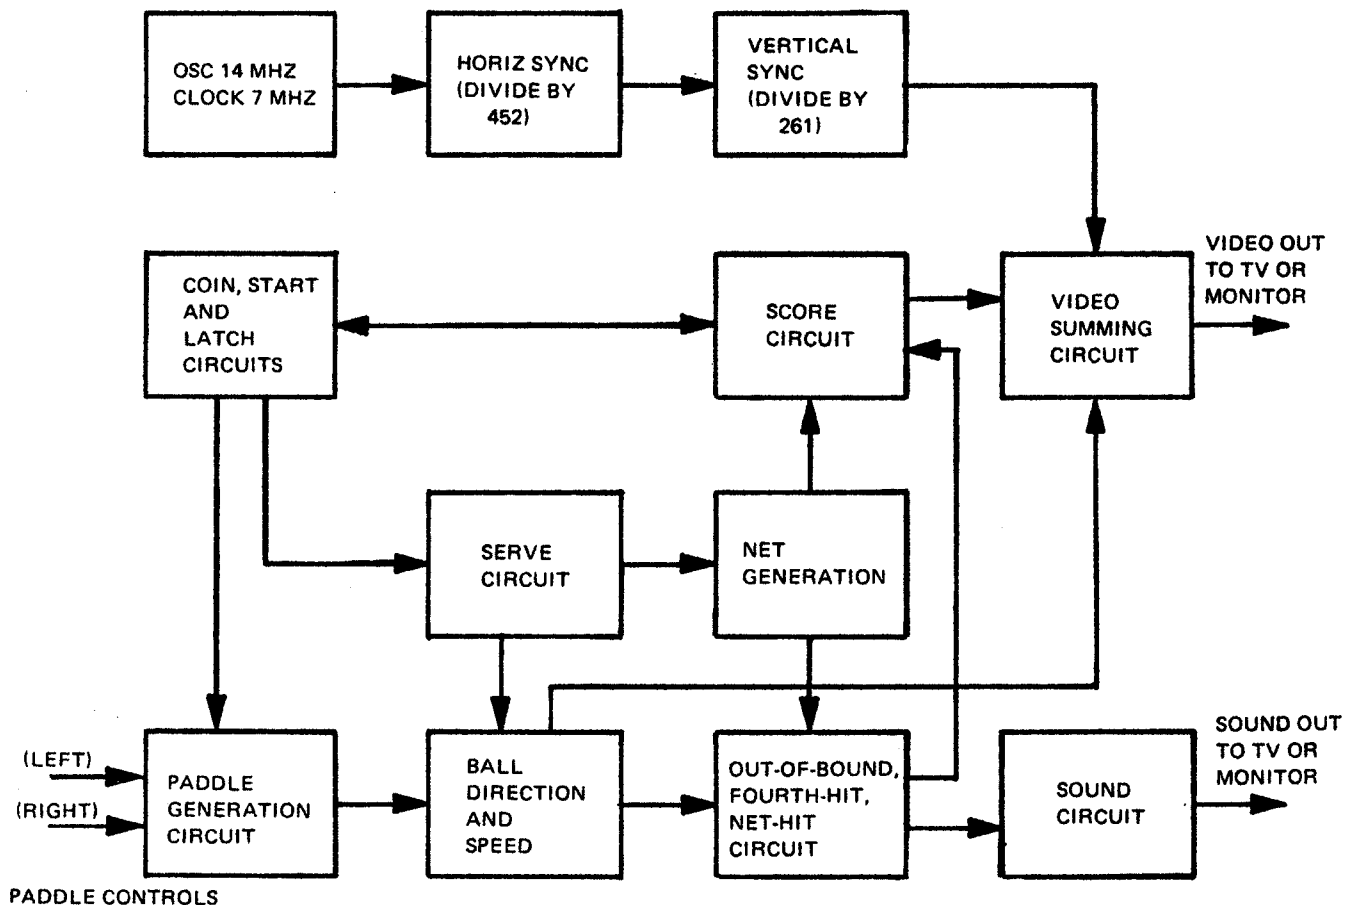 OSC 14 MHZ
CLOCK 7 MHZ
HORIZ SYNC
(DIVIDE BY
452)
VERTICAL
SYNC
(DIVIDE BY
261)
COIN, START
AND
LATCH
CIRCUITS
SCORE
CIRCUIT
VIDEO
SUMMING
CIRCUIT
VIDEO OUT
TO TV OR
MONITOR
SERVE
CIRCUIT
NET
GENERATION
(LEFT)
(RIGHT)
PADDLE CONTROLS
PADDLE
GENERATION
CIRCUIT
BALL
DIRECTION
AND
SPEED
OUT-OF-BOUND,
FOURTH-HIT,
NET-HIT
CIRCUIT
SOUND
CIRCUIT
SOUND OUT
TO TV OR
MONITOR